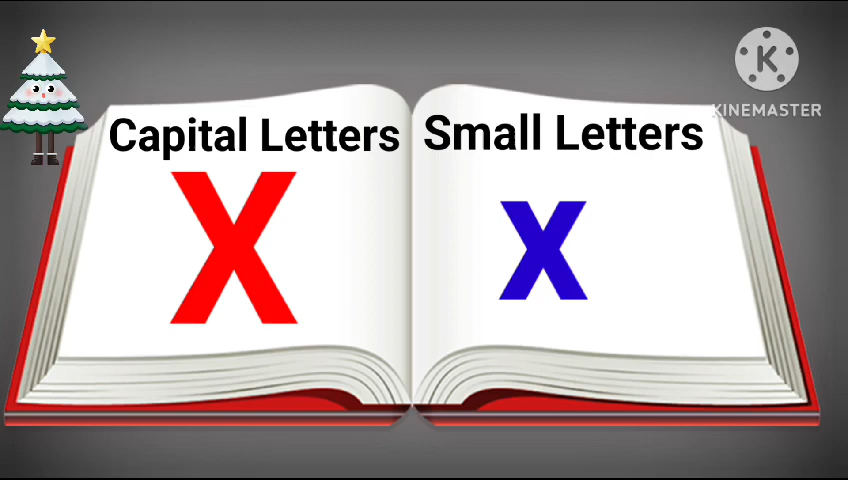 Capital Letters
Small Letters
X
x
K
KINEMASTER